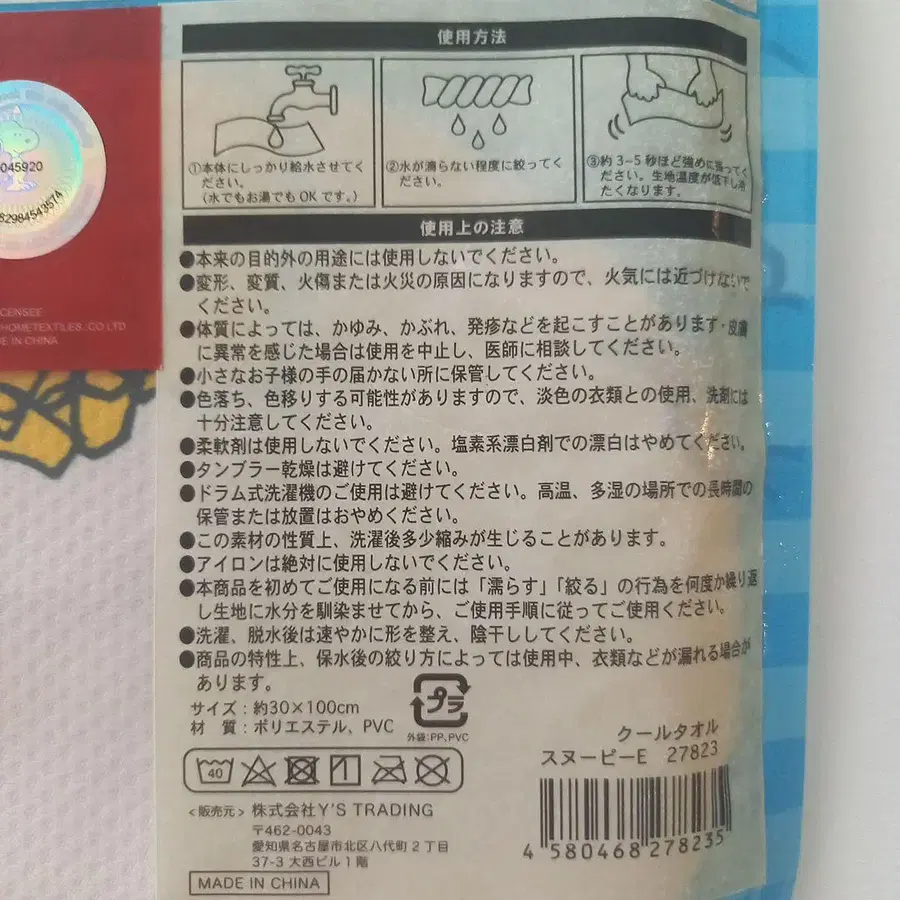 使用方法
①本体にしっかり給水させてく
ださい。
(水でもお湯でもOKです。)
②水が滴らない程度に絞ってく
ださい。
③約3-5秒ほど強めに振ってく
ださい。生地温度が低下し冷
たくなります。
使用上の注意
●本来の目的外の用途には使用しないでください。
●変形、変質、火傷または火災の原因になりますので、火気には近づけないで
ください。
●体質によっては、かゆみ、かぶれ、発疹などを起こすことがあります・皮膚
に異常を感じた場合は使用を中止し、医師に相談してください。
●小さなお子様の手の届かない所に保管してください。
●色落ち、色移りする可能性がありますので、淡色の衣類との使用、洗剤には
十分注意してください。
●柔軟剤は使用しないでください。塩素系漂白剤での漂白はやめてください。
●タンブラー乾燥は避けてください。
●ドラム式洗濯機のご使用は避けてください。高温、多湿の場所での長時間の
保管または放置はおやめください。
●この素材の性質上、洗濯後多少縮みが生じることがあります。
●アイロンは絶対に使用しないでください。
●本商品を初めてご使用になる前には「濡らす」「絞る」の行為を何度か繰り返
し生地に水分を馴染ませてから、ご使用手順に従ってご使用ください。
●洗濯、脱水後は速やかに形を整え、陰干ししてください。
●商品の特性上、保水後の絞り方によっては使用中、衣類などが漏れる場合が
あります。
サイズ：約30×100cm
材 質：ポリエステル、PVC
プラ
外袋:PP、PVC
クールタオル
スヌーピーE 27823
40
<販売元> 株式会社Y'S TRADING
〒462-0043
愛知県名古屋市北区八代町2丁目
37-3 大西ビル1階
MADE IN CHINA
4 580468 278235
045920
82984543574
CENSEE
HOMETEXTILES.,CO LTD
DE IN CHINA